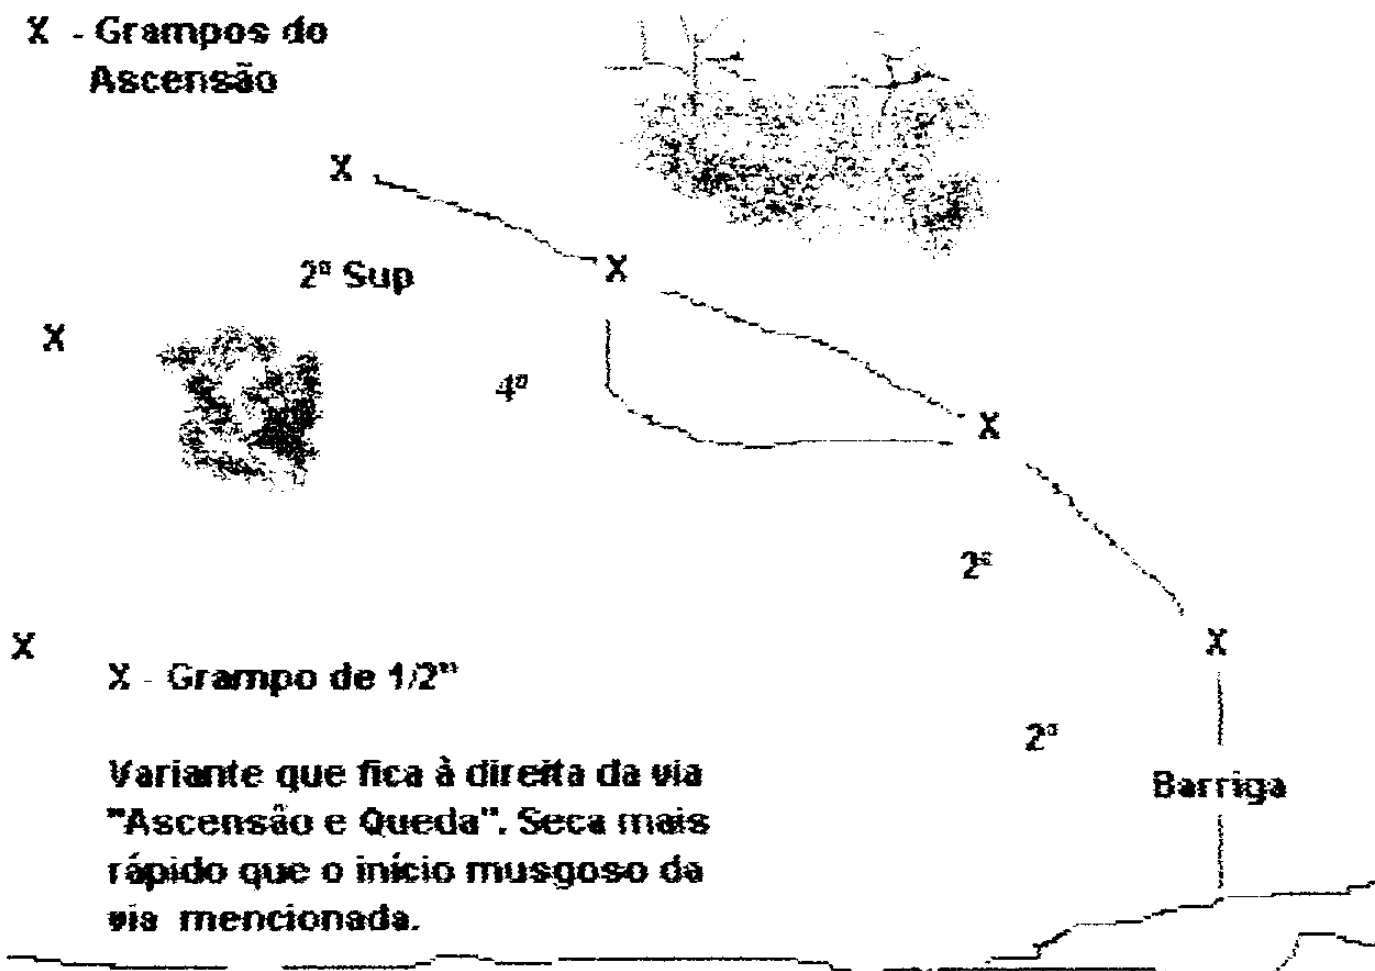 X - Grampos do
Ascensão
X
2º Sup
X
X
4º
X
2º
X
X
X - Grampo de 1/2"
2º
Variante que fica à direita da via
Barriga
"Ascensão e Queda". Seca mais
rápido que o início musgoso da
via mencionada.